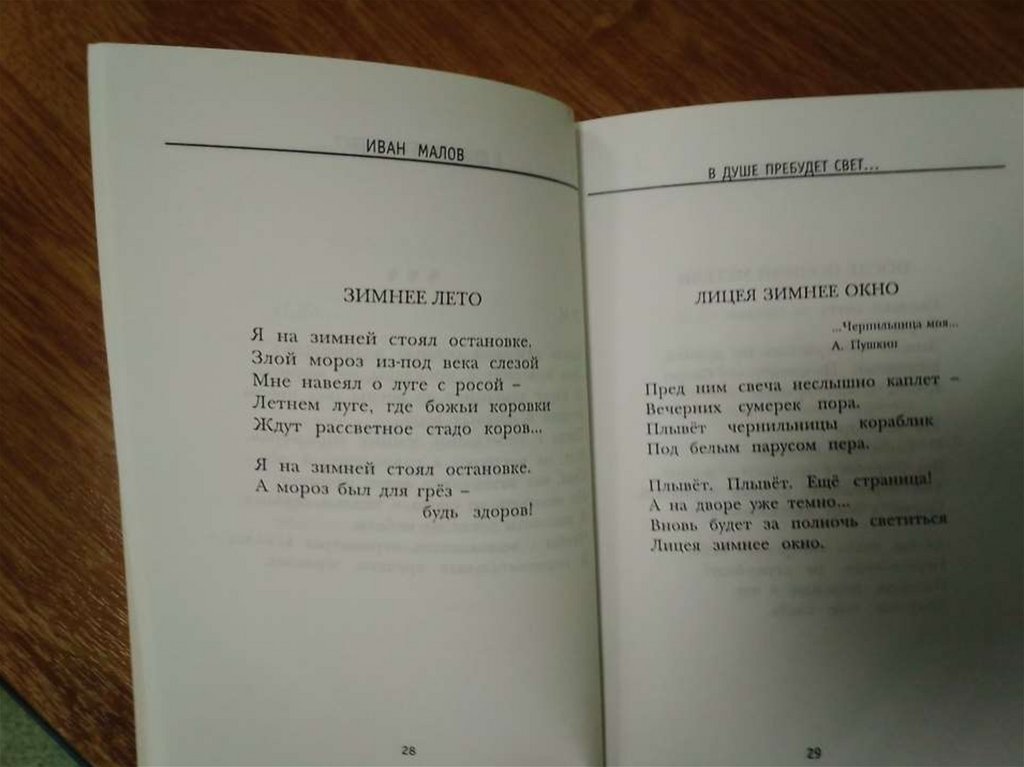 ИВАН МАЛОВ
ЗИМНЕЕ ЛЕТО
Я на зимней стоял остановке.
Злой мороз из-под века слезой
Мне навеял о луге с росой –
Летнем луге, где божьи коровки
Ждут рассветное стадо коров...
Я на зимней стоял остановке.
А мороз был для грёз –
будь здоров!
28
В ДУШЕ ПРЕБУДЕТ СВЕТ...
ЛИЦЕЯ ЗИМНЕЕ ОКНО
...Чернильница моя...
А. Пушкин
Пред ним свеча неслышно каплет –
Вечерних сумерек пора.
Плывёт чернильницы кораблик
Под белым парусом пера.
Плывёт. Плывёт. Ещё страница!
А на дворе уже темно...
Вновь будет за полночь светиться
Лицея зимнее окно.
29